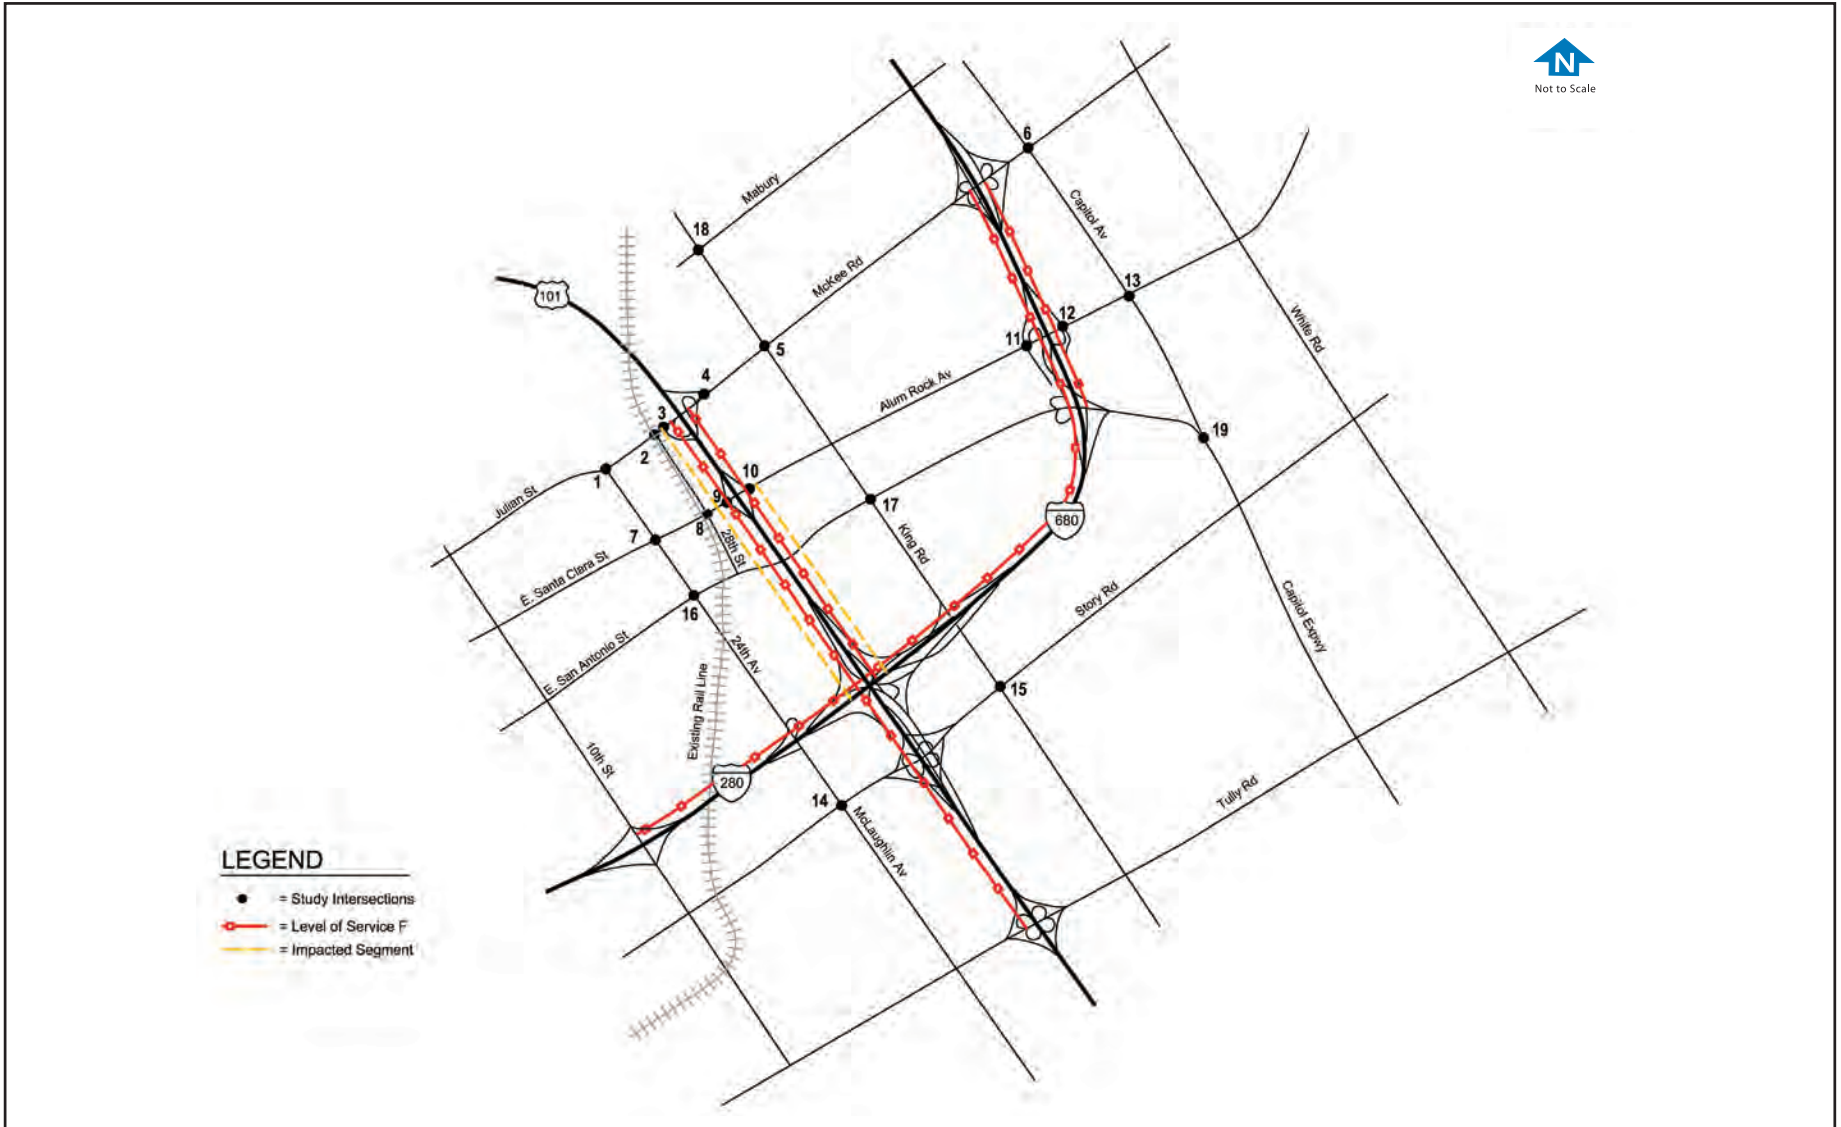 N
Not to Scale
6
Mabury
Capitol Av
18
McKee Rd
13
101
12
White Rd
11
5
4
Alum Rock Av
3
19
2
10
1
9
Julian St
17
8
680
7
28th St
King Rd
E. Santa Clara St
Story Rd
Capitol Expwy
16
24th Av
E. San Antonio St
15
Existing Rail Line
10th St
280
Tully Rd
14
McLaughlin Av
LEGEND
= Study Intersections
= Level of Service F
= Impacted Segment